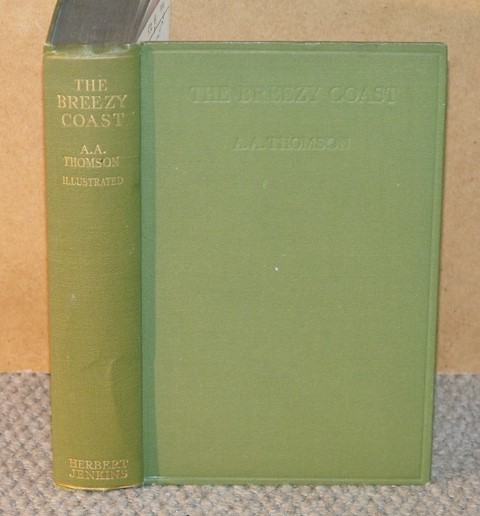 THE
BREEZY
COAST
A.A.
THOMSON
ILLUSTRATED
HERBERT
JENKINS
THE BREEZY COAST
A.A. THOMSON